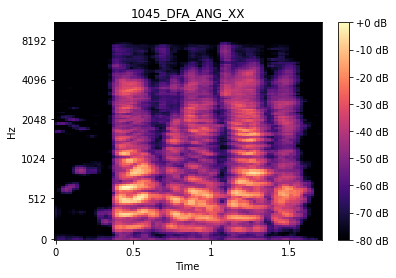 1045_DFA_ANG_XX
8192
4096
2048
1024
512
0
Hz
0
0.5
1
1.5
Time
+0 dB
-10 dB
-20 dB
-30 dB
-40 dB
-50 dB
-60 dB
-70 dB
-80 dB